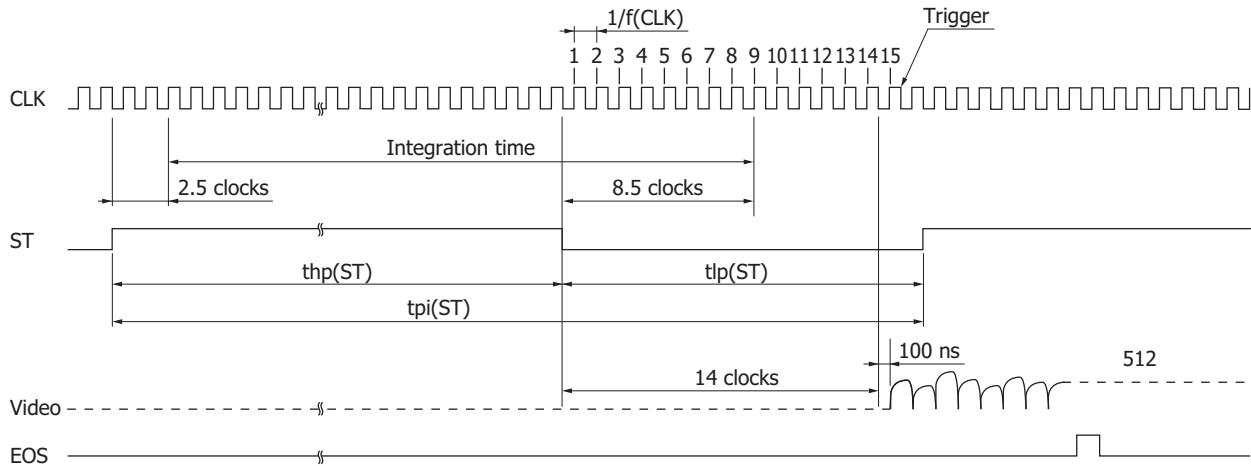 1/f(CLK)
Trigger
1 2 3 4 5 6 7 8 9 10 11 12 13 14 15
CLK
Integration time
2.5 clocks
8.5 clocks
ST
thp(ST)
tlp(ST)
tpi(ST)
100 ns
512
14 clocks
Video
EOS